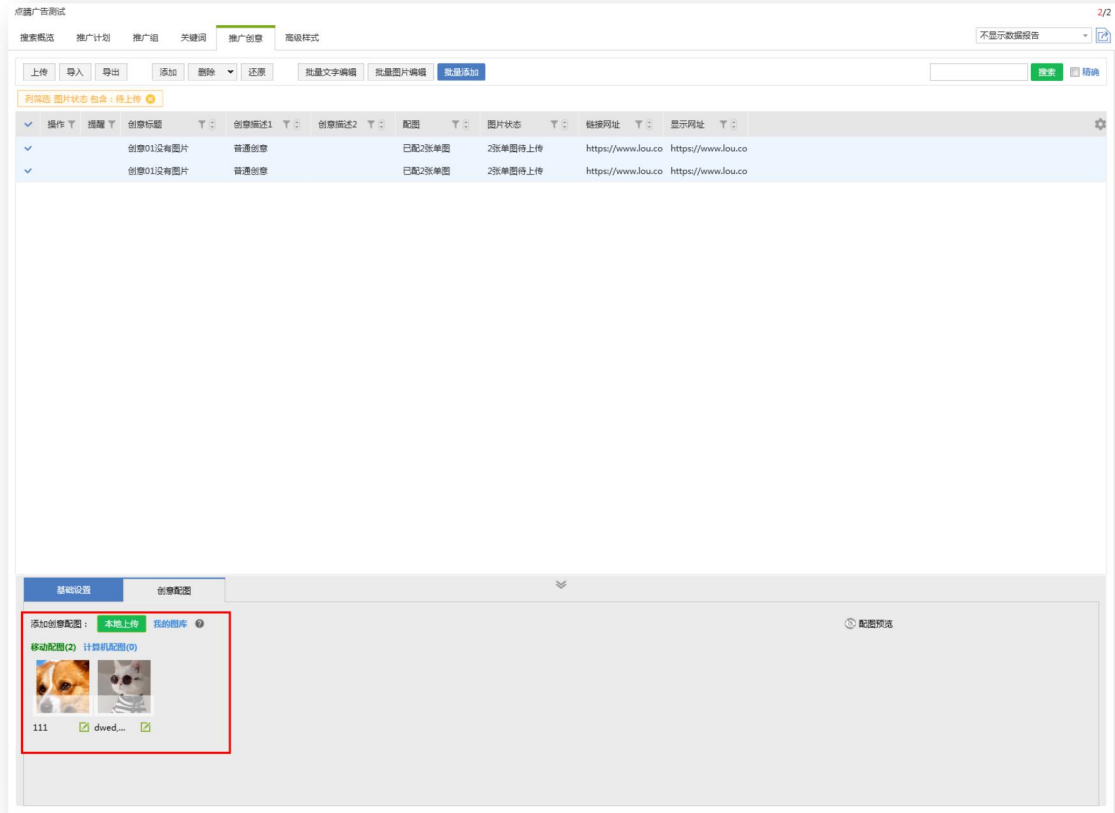 点睛广告测试 2/2
搜索概览 推广计划 推广组 关键词 推广创意 高级样式 不显示数据报告
上传 导入 导出 添加 删除 还原 批量文字编辑 批量图片编辑 批量添加 搜索 精确
列筛选 图片状态 包含：待上传
操作 提醒 创意标题 创意描述1 创意描述2 配图 图片状态 链接网址 显示网址
创意01没有图片 普通创意 已配2张单图 2张单图待上传 https://www.lou.co https://www.lou.co
创意01没有图片 普通创意 已配2张单图 2张单图待上传 https://www.lou.co https://www.lou.co
基础设置 创意配图
添加创意配图： 本地上传 我的图库 配图预览
移动配图(2) 计算机配图(0)
111 dwed,...